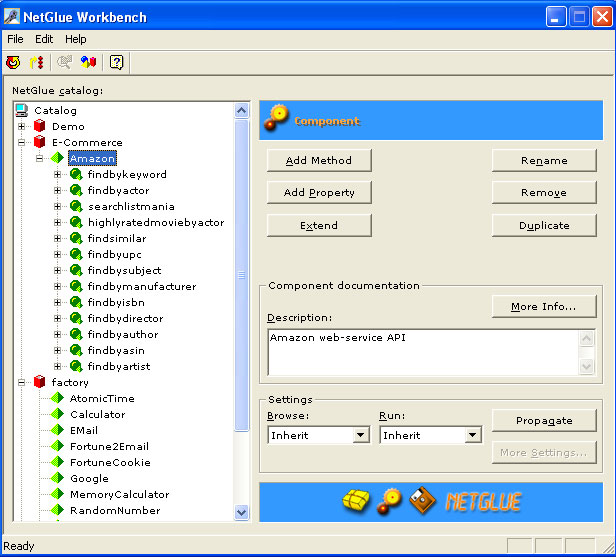 NetGlue Workbench
File Edit Help
NetGlue catalog:
Catalog
Demo
E-Commerce
Amazon
findbykeyword
findbyactor
searchlistmania
highlyratedmoviebyactor
findsimilar
findbyupc
findbysubject
findbymanufacturer
findbyisbn
findbydirector
findbyauthor
findbyasin
findbyartist
factory
AtomicTime
Calculator
EMail
Fortune2Email
FortuneCookie
Google
MemoryCalculator
RandomNumber
Component
Add Method Rename
Add Property Remove
Extend Duplicate
Component documentation
More Info...
Description:
Amazon web-service API
Settings
Browse: Run:
Inherit Inherit
Propagate
More Settings...
NETGLUE
Ready